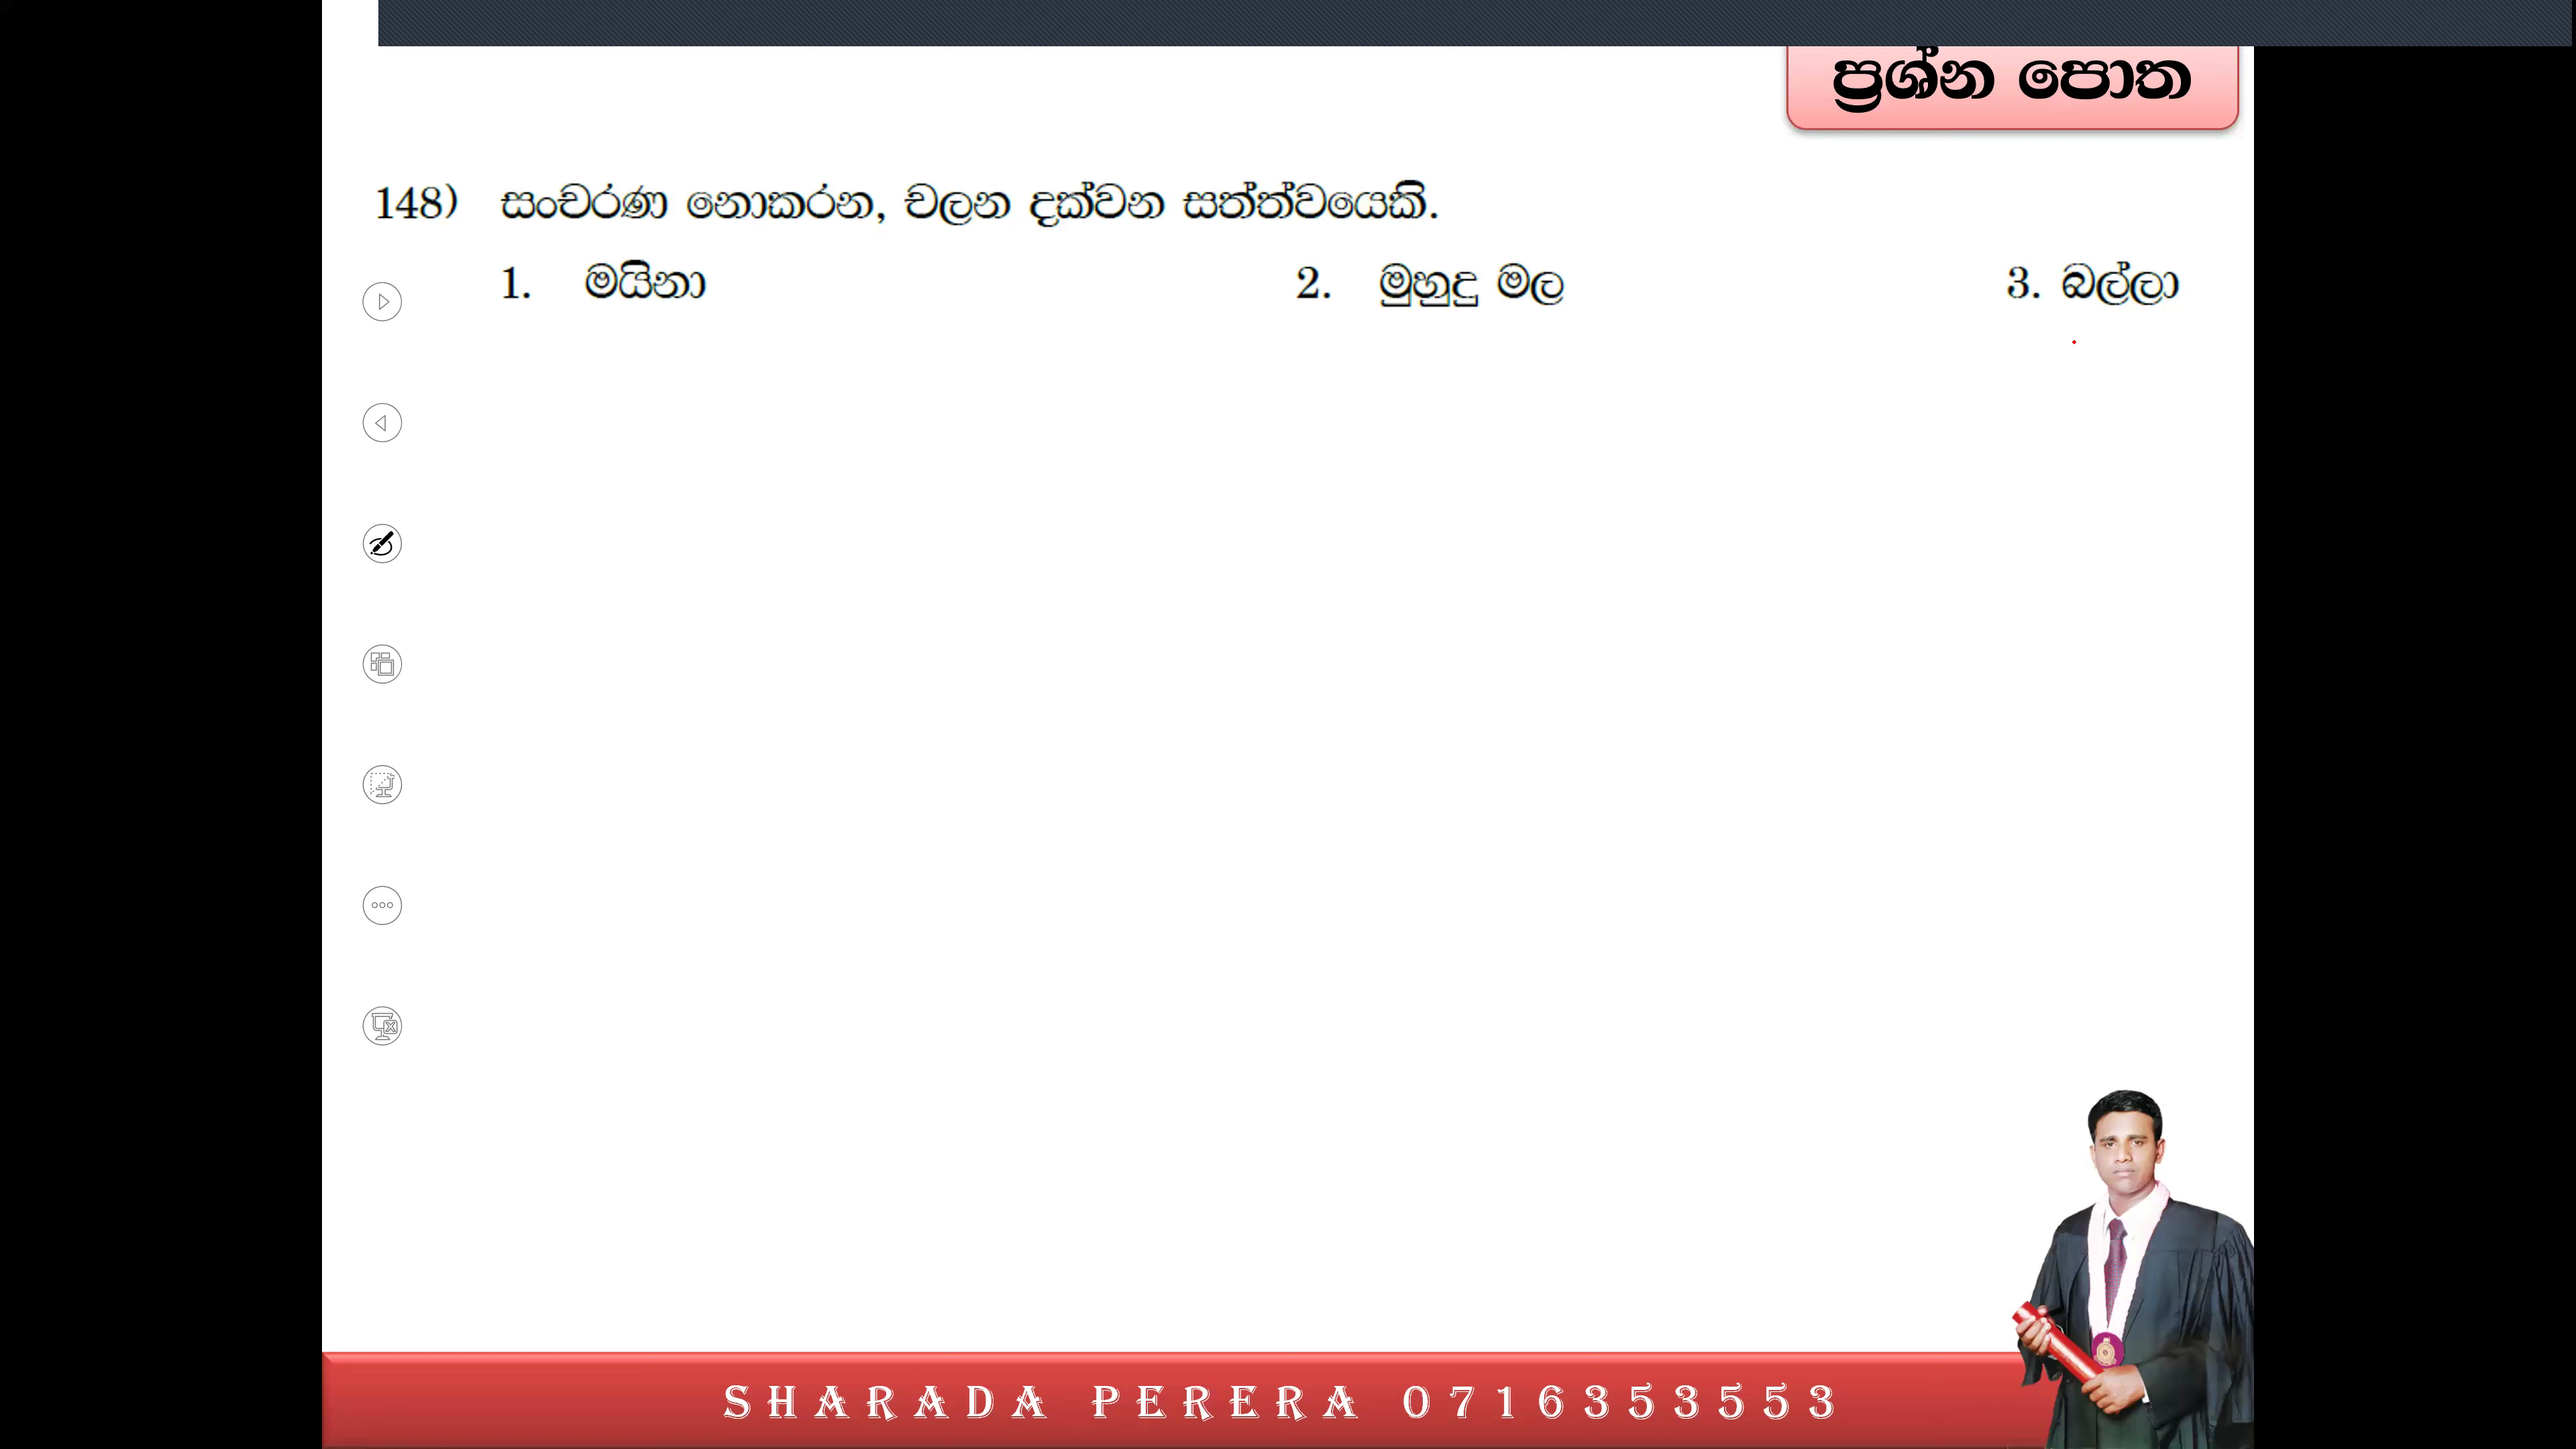 ප්‍රශ්න පොත
148) සංචරණ නොකරන, චලන දක්වන සත්ත්වයෙකි.
1. මයිනා 2. මුහුදු මල 3. බල්ලා
SHARADA PERERA 0716353553